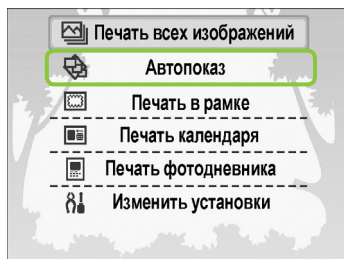 Печать всех изображений
Автопоказ
Печать в рамке
Печать календаря
Печать фотодневника
Изменить установки